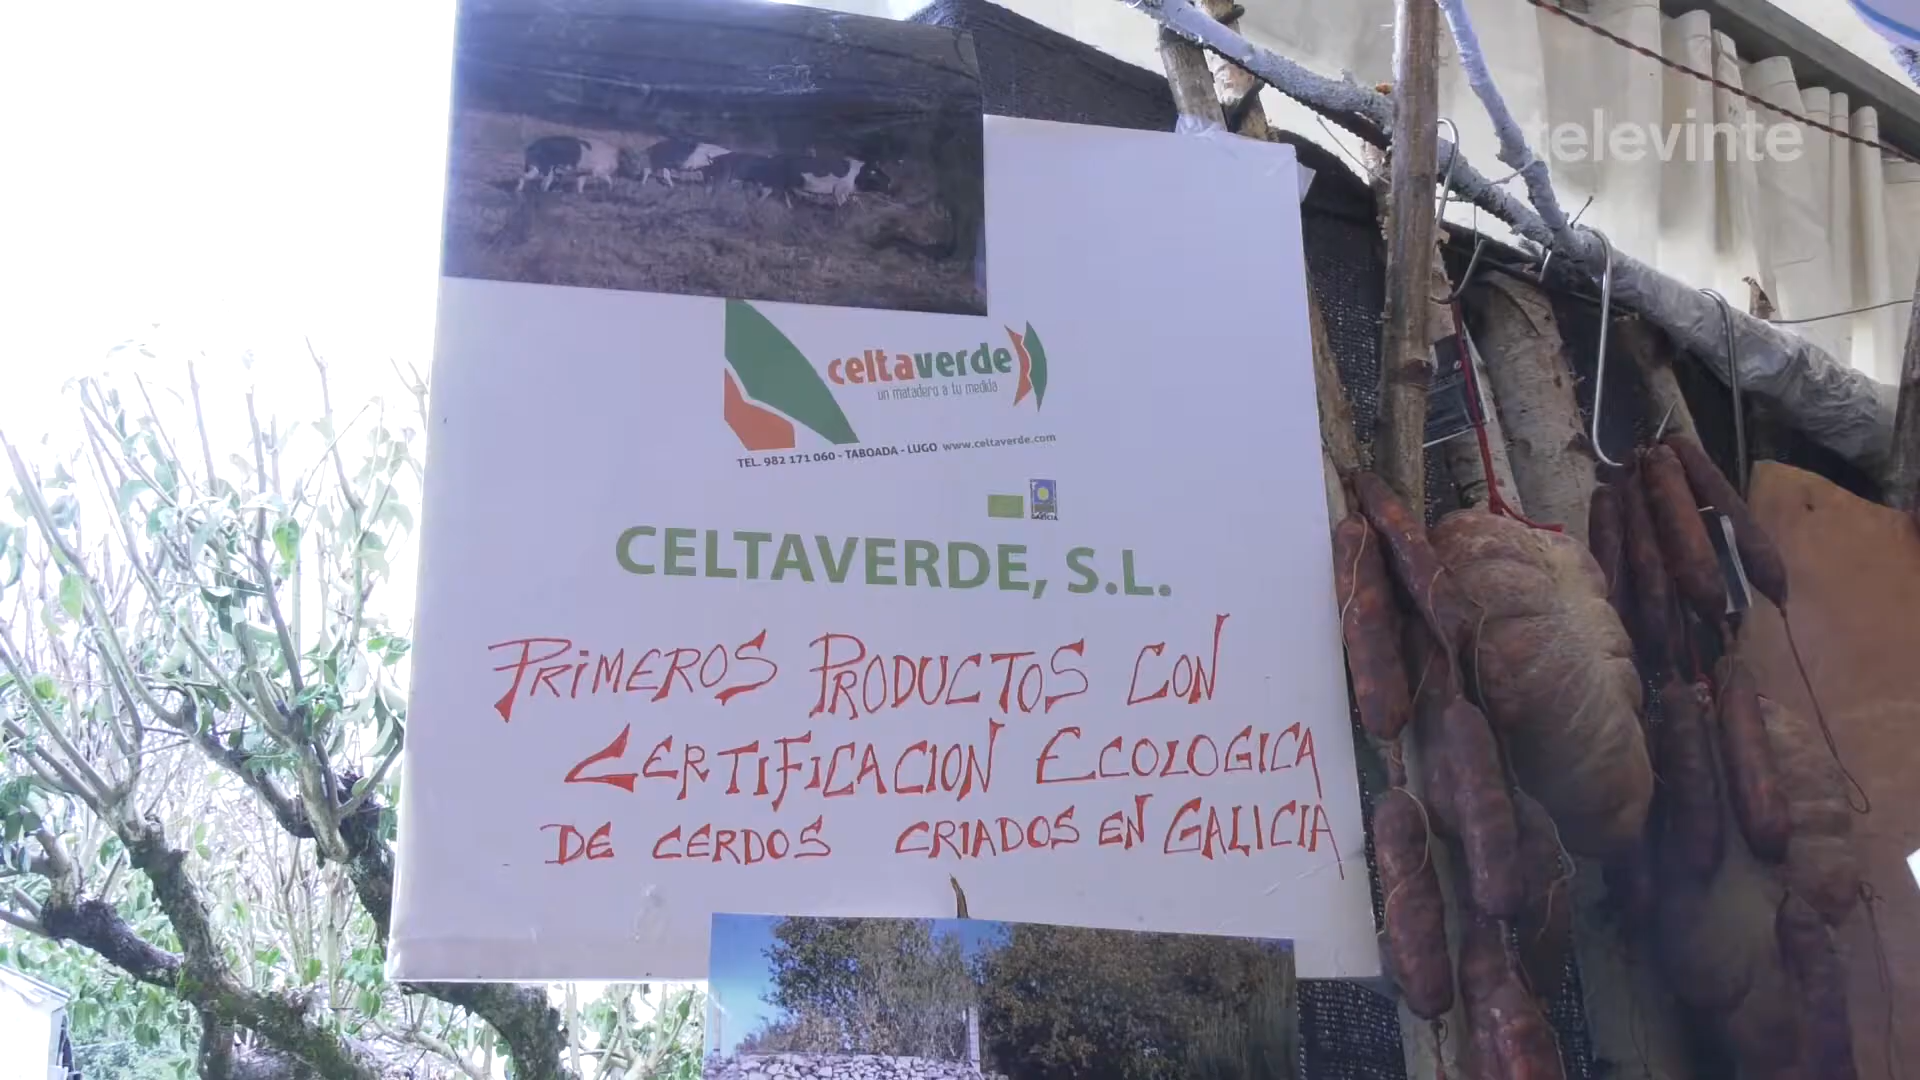 televinte
celtaverde
un matadero a tu medida
TEL. 982 171 060 - TABOADA - LUGO www.celtaverde.com
CELTAVERDE, S.L.
PRIMEROS PRODUCTOS CON
CERTIFICACION ECOLOGICA
DE CERDOS CRIADOS EN GALICIA